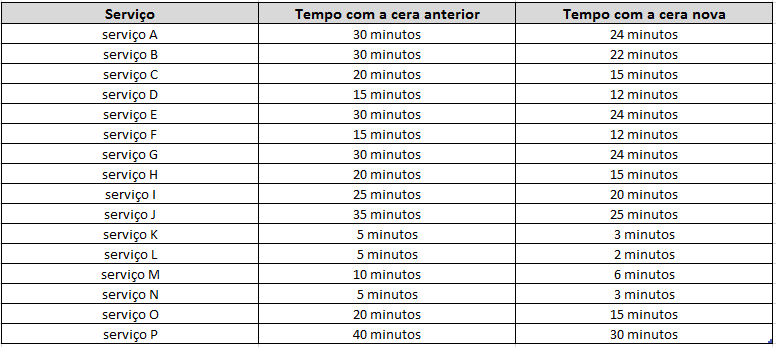 Serviço Tempo com a cera anterior Tempo com a cera nova
serviço A 30 minutos 24 minutos
serviço B 30 minutos 22 minutos
serviço C 20 minutos 15 minutos
serviço D 15 minutos 12 minutos
serviço E 30 minutos 24 minutos
serviço F 15 minutos 12 minutos
serviço G 30 minutos 24 minutos
serviço H 20 minutos 15 minutos
serviço I 25 minutos 20 minutos
serviço J 35 minutos 25 minutos
serviço K 5 minutos 3 minutos
serviço L 5 minutos 2 minutos
serviço M 10 minutos 6 minutos
serviço N 5 minutos 3 minutos
serviço O 20 minutos 15 minutos
serviço P 40 minutos 30 minutos